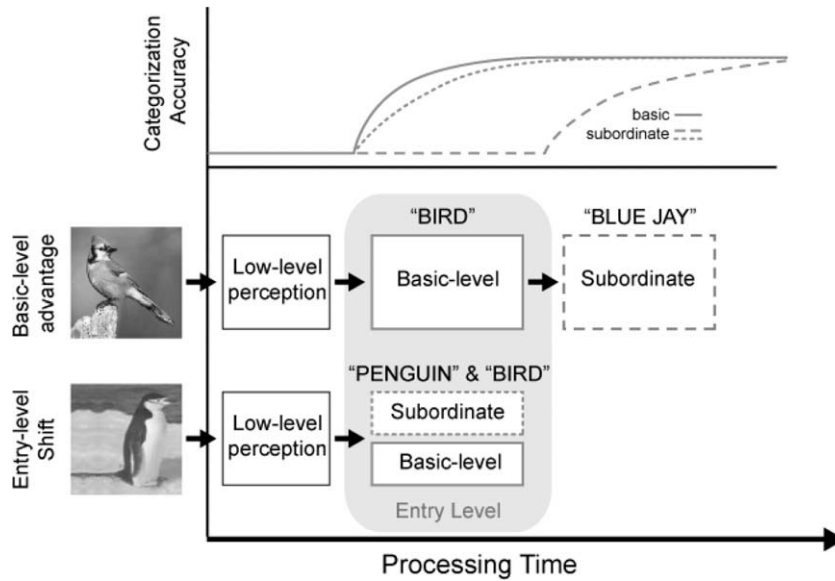 Categorization
Accuracy
basic
subordinate
Basic-level
advantage
"BIRD"
"BLUE JAY"
Low-level
perception
Basic-level
Subordinate
Entry-level
Shift
"PENGUIN" & "BIRD"
Low-level
perception
Subordinate
Basic-level
Entry Level
Processing Time